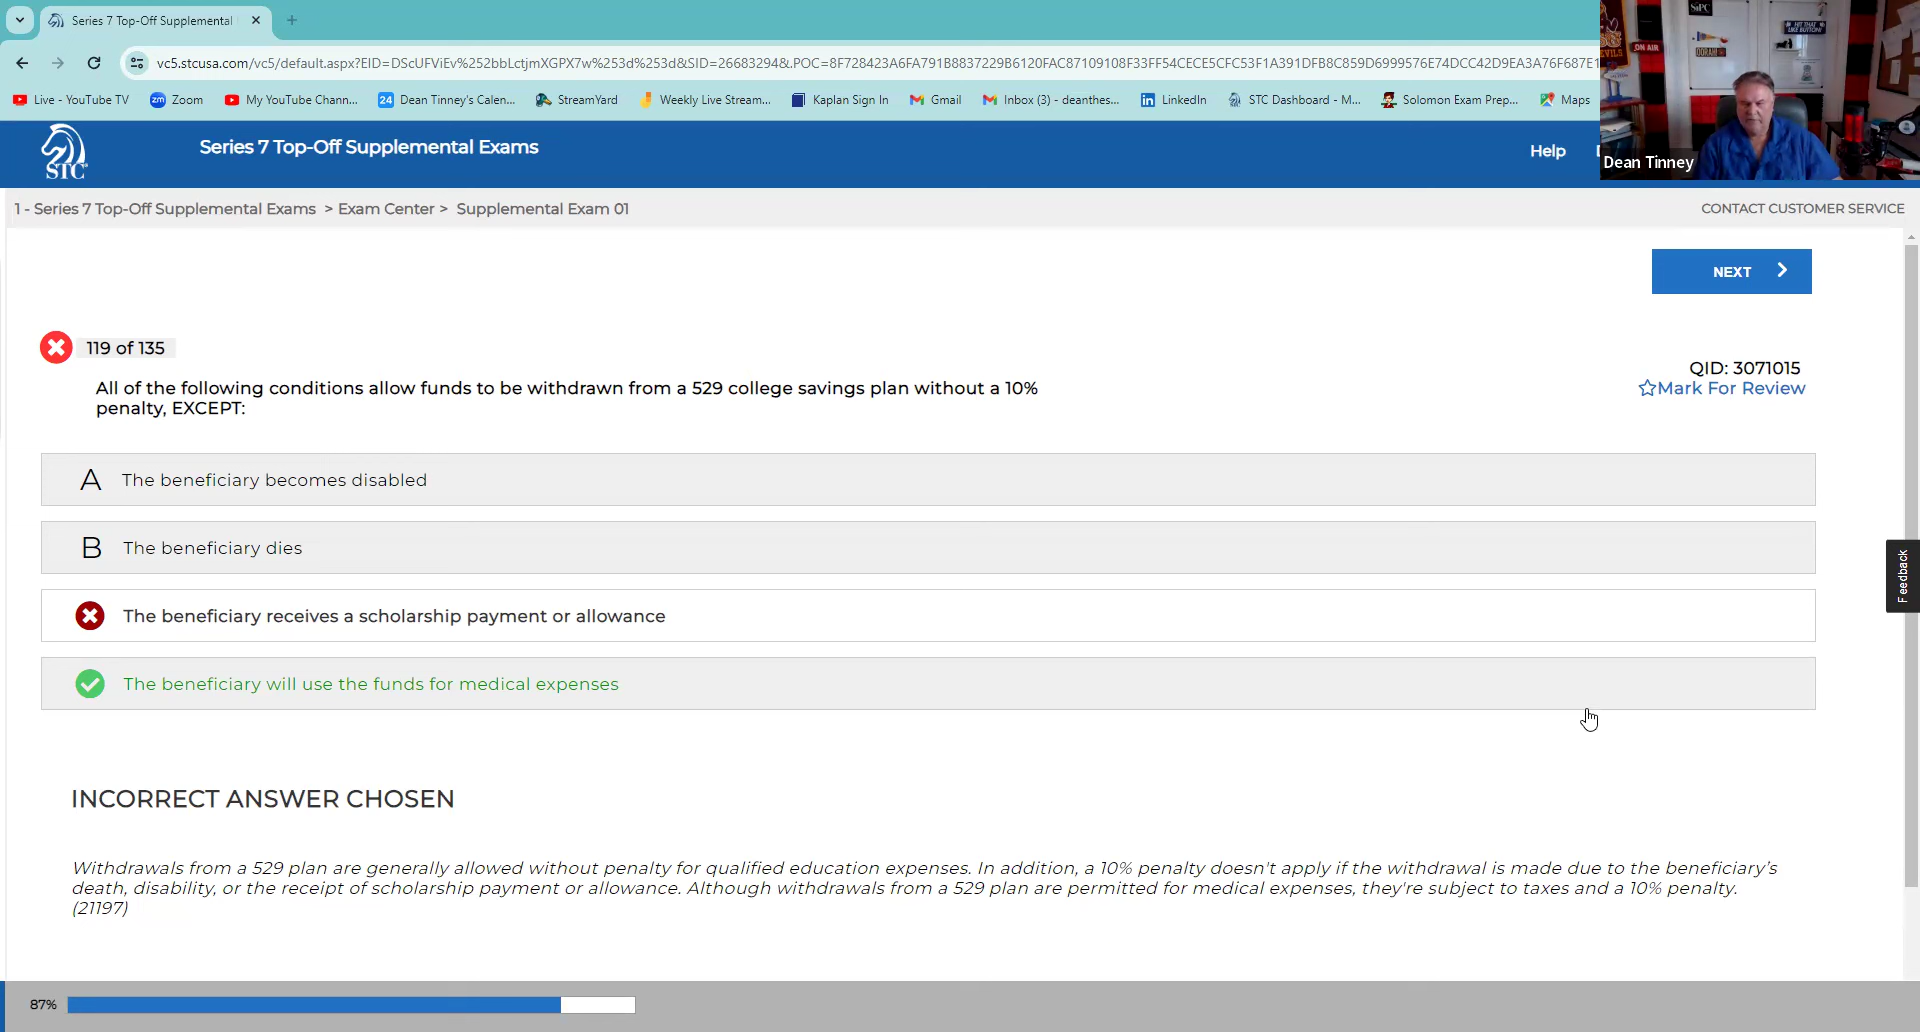 Series 7 Top-Off Supplemental
vc5.stcusa.com/vc5/default.aspx?EID=DScUFViEv%252bbLctjmXGPX7w%253d%253d&SID=26683294&.POC=8F728423A6FA791B8837229B6120FAC87109108F33FF54CECE5CFC53F1A391DFB8C859D6999576E74DCC42D9EA3A76F687E1
Live - YouTube TV Zoom My YouTube Chann... 24 Dean Tinney's Calen... StreamYard Weekly Live Stream... Kaplan Sign In Gmail Inbox (3) - deanthes... LinkedIn STC Dashboard - M... Solomon Exam Prep... Maps
SIPC
HIT THAT
LIKE BUTTON!
ON AIR
Dean Tinney
STC
Series 7 Top-Off Supplemental Exams
Help
1 - Series 7 Top-Off Supplemental Exams > Exam Center > Supplemental Exam 01
CONTACT CUSTOMER SERVICE
NEXT
119 of 135
QID: 3071015
Mark For Review
All of the following conditions allow funds to be withdrawn from a 529 college savings plan without a 10%
penalty, EXCEPT:
A The beneficiary becomes disabled
B The beneficiary dies
The beneficiary receives a scholarship payment or allowance
The beneficiary will use the funds for medical expenses
Feedback
INCORRECT ANSWER CHOSEN
Withdrawals from a 529 plan are generally allowed without penalty for qualified education expenses. In addition, a 10% penalty doesn't apply if the withdrawal is made due to the beneficiary's
death, disability, or the receipt of scholarship payment or allowance. Although withdrawals from a 529 plan are permitted for medical expenses, they're subject to taxes and a 10% penalty.
(21197)
87%